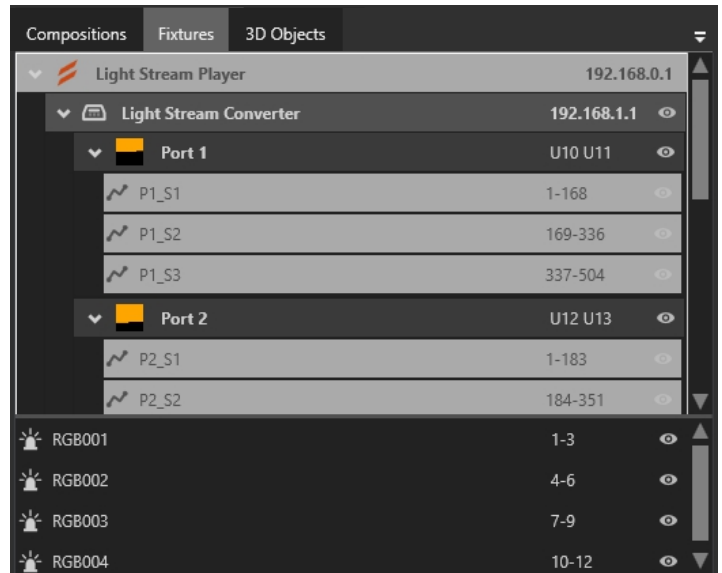 Compositions Fixtures 3D Objects
Light Stream Player 192.168.0.1
Light Stream Converter 192.168.1.1
Port 1 U10 U11
P1_S1 1-168
P1_S2 169-336
P1_S3 337-504
Port 2 U12 U13
P2_S1 1-183
P2_S2 184-351
RGB001 1-3
RGB002 4-6
RGB003 7-9
RGB004 10-12